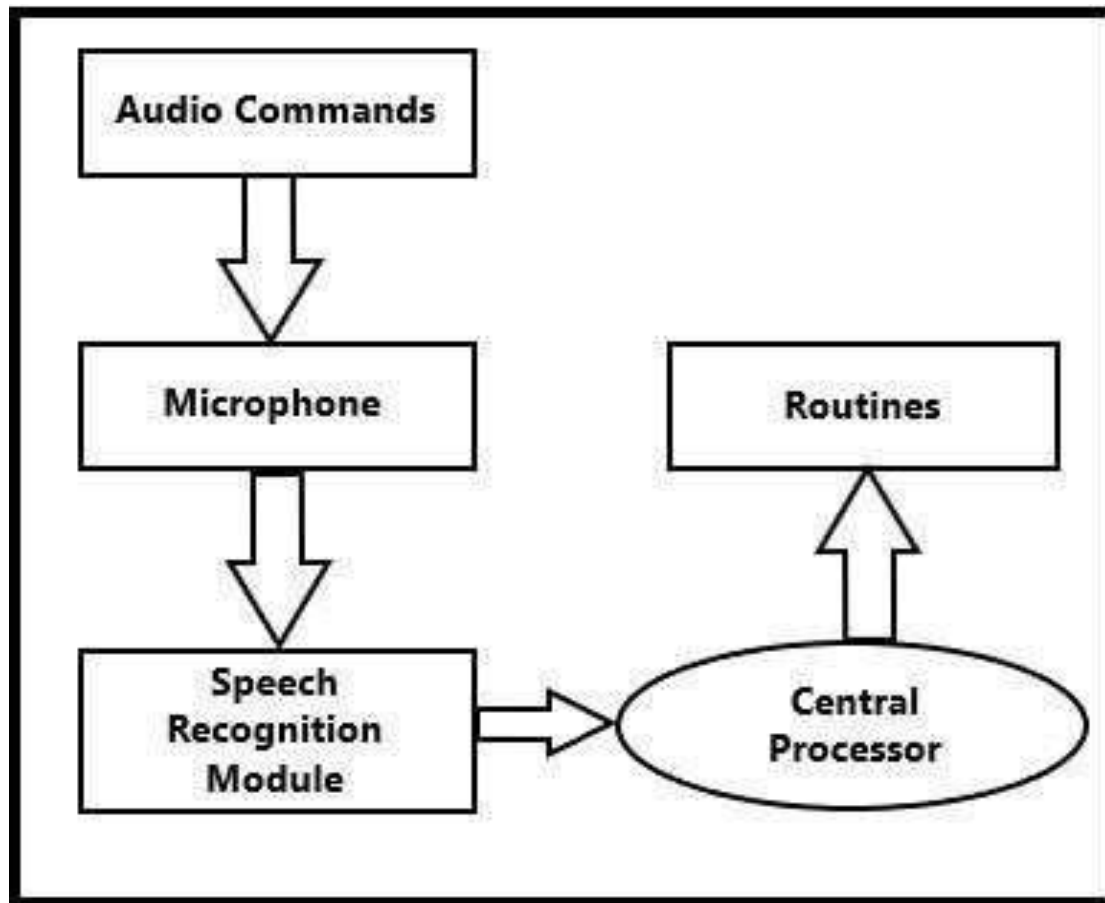 Audio Commands
Microphone
Routines
Speech
Recognition
Module
Central
Processor